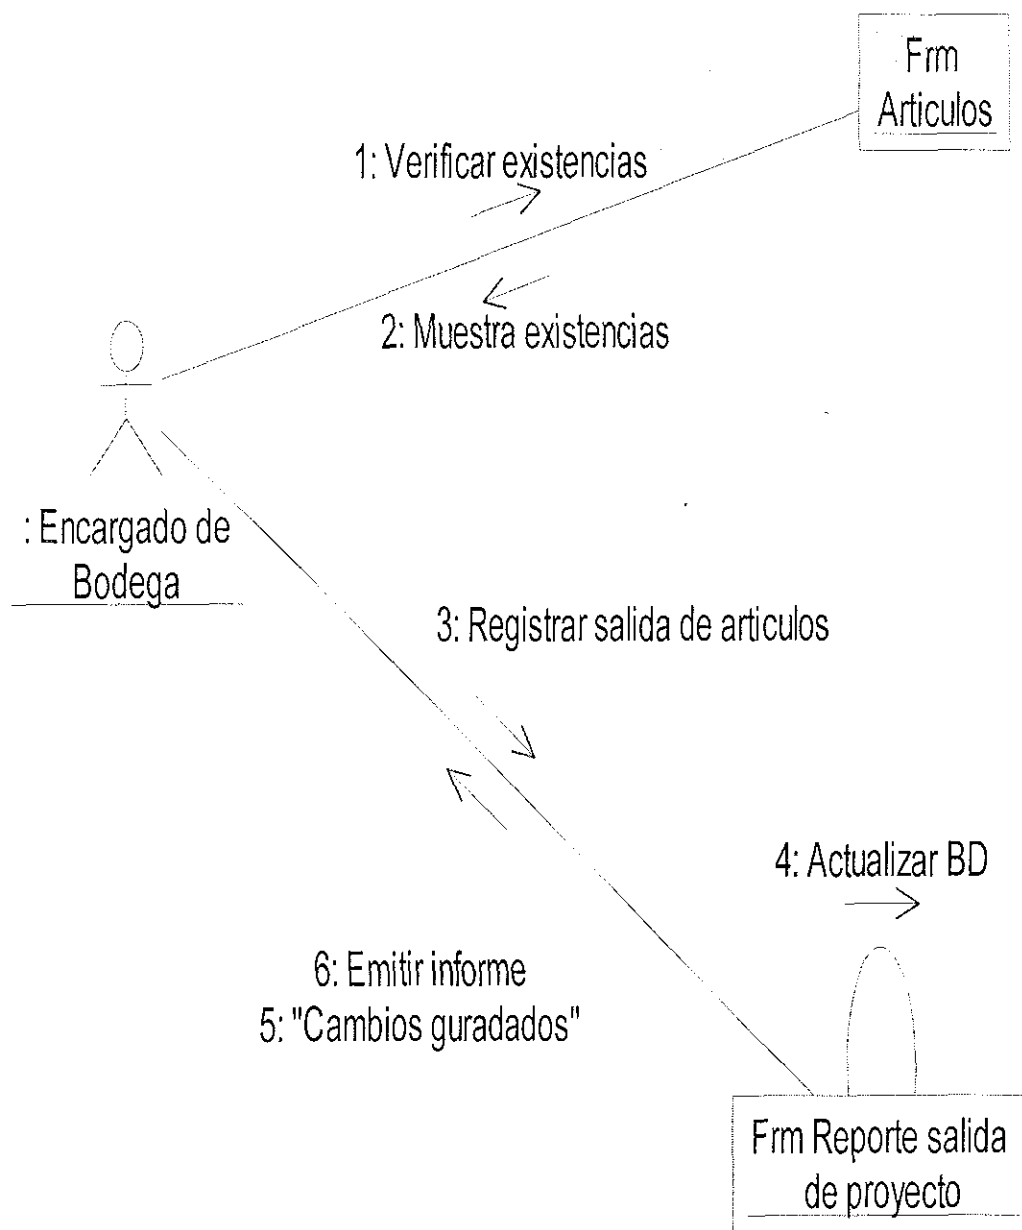 Frm
Articulos
1: Verificar existencias
2: Muestra existencias
: Encargado de
Bodega
3: Registrar salida de articulos
4: Actualizar BD
6: Emitir informe
5: "Cambios guradados"
Frm Reporte salida
de proyecto